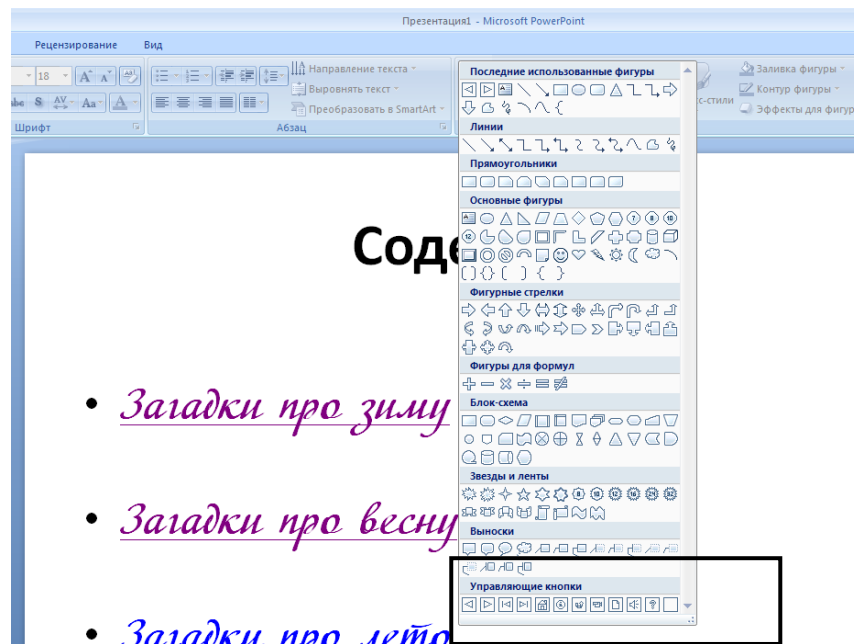 Презентация1 - Microsoft PowerPoint
Рецензирование Вид
18
Направление текста
Выровнять текст
Преобразовать в SmartArt
Шрифт
Абзац
Последние использованные фигуры
Линии
Прямоугольники
Основные фигуры
Фигурные стрелки
Фигуры для формул
Блок-схема
Звезды и ленты
Выноски
Управляющие кнопки
Заливка фигуры
Контур фигуры
Эффекты для фигур
Соде
• Загадки про зиму
• Загадки про весну
• Загадки про лето